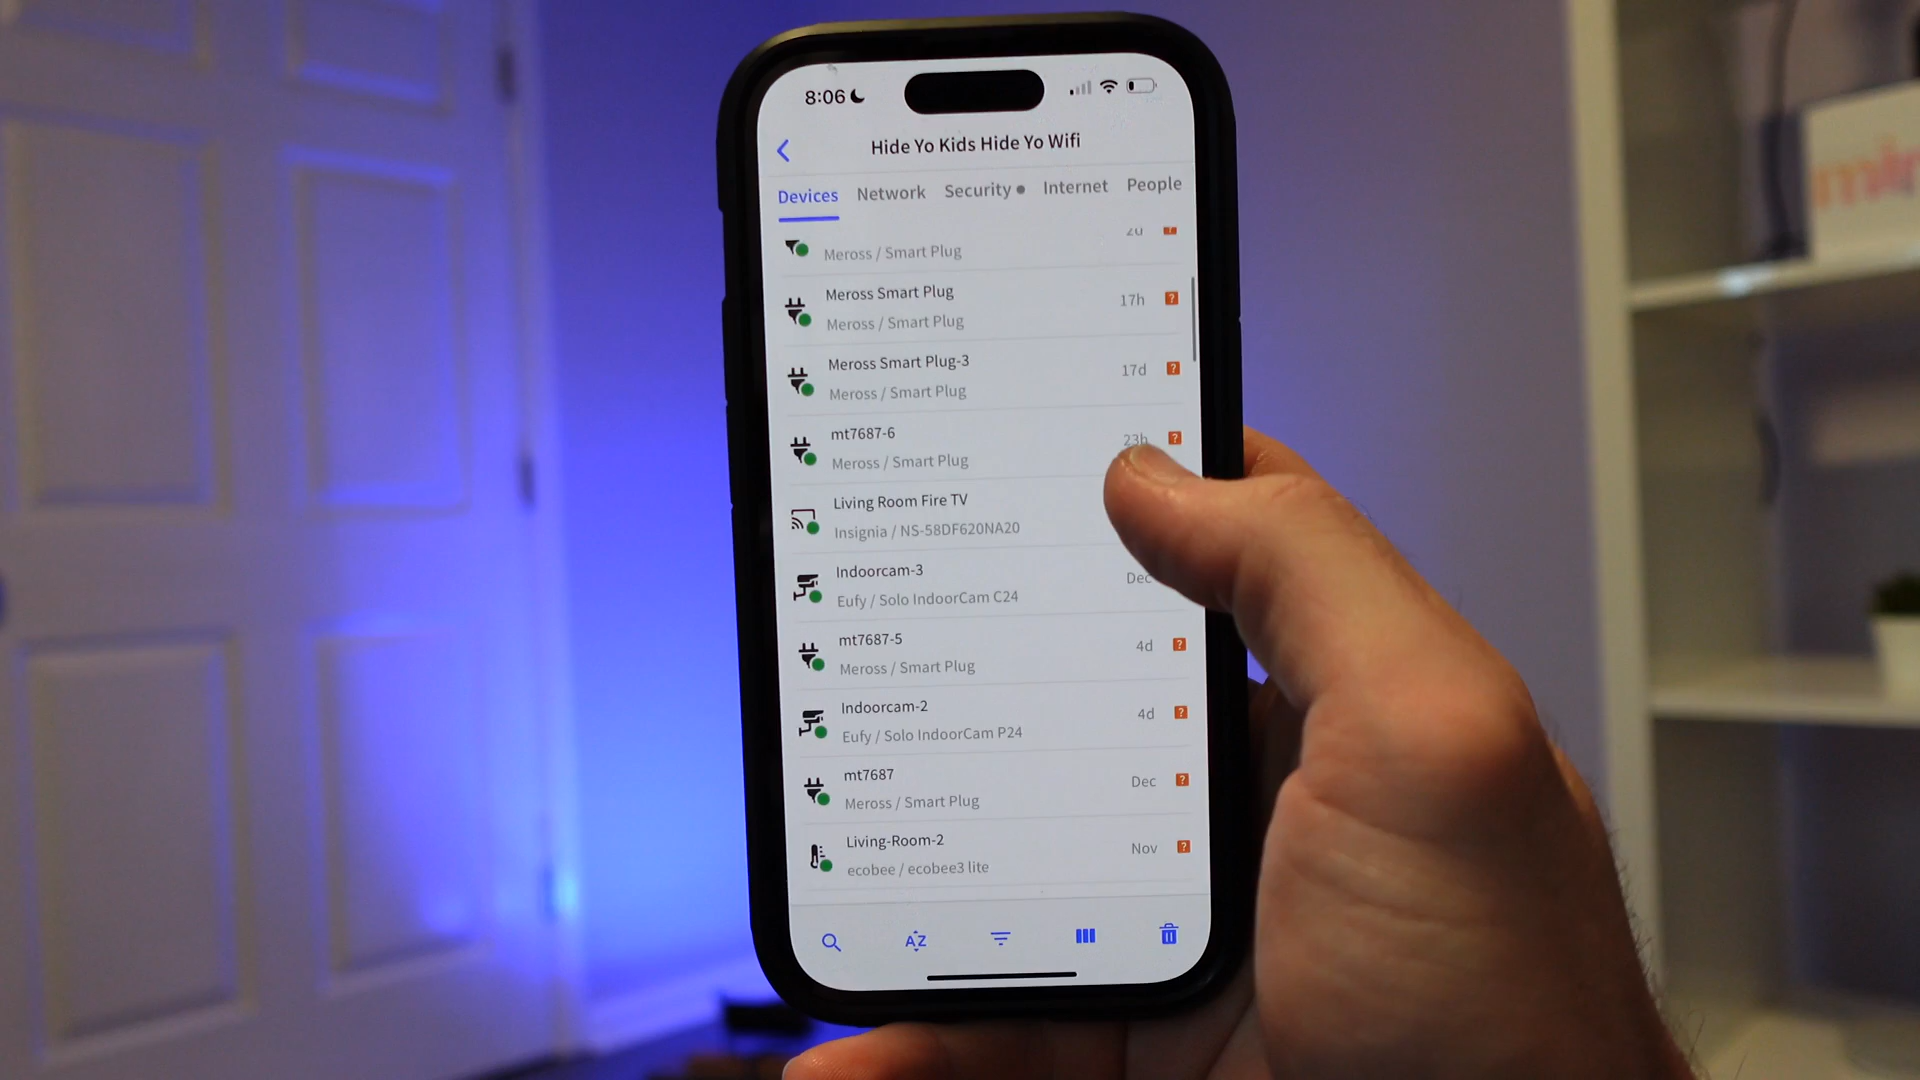 8:06
Hide Yo Kids Hide Yo Wifi
Devices Network Security Internet People
Meross / Smart Plug
Meross Smart Plug 17h ?
Meross / Smart Plug
Meross Smart Plug-3 17d ?
Meross / Smart Plug
mt7687-6 23h ?
Meross / Smart Plug
Living Room Fire TV
Insignia / NS-58DF620NA20
Indoorcam-3 Dec
Eufy / Solo IndoorCam C24
mt7687-5 4d ?
Meross / Smart Plug
Indoorcam-2 4d ?
Eufy / Solo IndoorCam P24
mt7687 Dec ?
Meross / Smart Plug
Living-Room-2 Nov ?
ecobee / ecobee3 lite
AZ